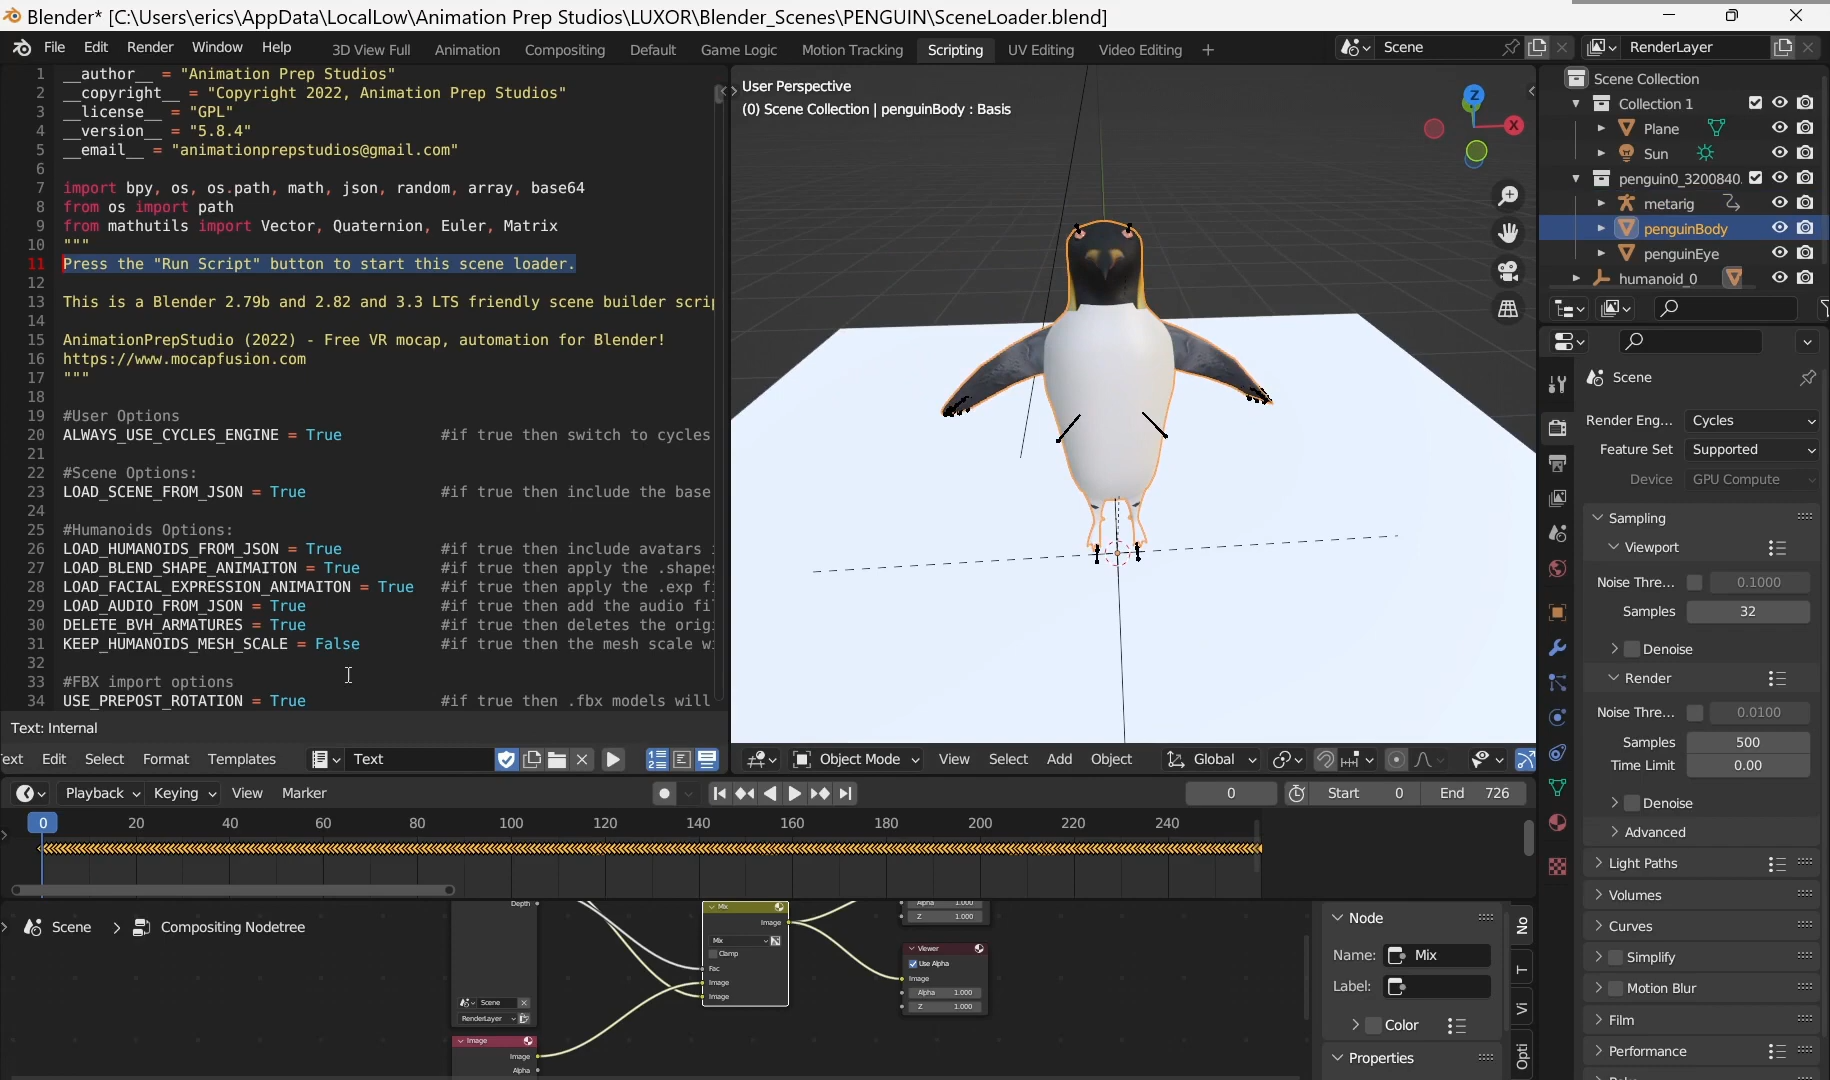 Blender* [C:\Users\erics\AppData\LocalLow\Animation Prep Studios\LUXOR\Blender_Scenes\PENGUIN\SceneLoader.blend]
File Edit Render Window Help 3D View Full Animation Compositing Default Game Logic Motion Tracking Scripting UV Editing Video Editing + Scene RenderLayer
1 __author__ = "Animation Prep Studios"
2 __copyright__ = "Copyright 2022, Animation Prep Studios"
3 __license__ = "GPL"
4 __version__ = "5.8.4"
5 __email__ = "animationprepstudios@gmail.com"
6
7 import bpy, os, os.path, math, json, random, array, base64
8 from os import path
9 from mathutils import Vector, Quaternion, Euler, Matrix
10 """
11 Press the "Run Script" button to start this scene loader.
12
13 This is a Blender 2.79b and 2.82 and 3.3 LTS friendly scene builder scrip
14
15 AnimationPrepStudio (2022) - Free VR mocap, automation for Blender!
16 https://www.mocapfusion.com
17 """
18
19 #User Options
20 ALWAYS_USE_CYCLES_ENGINE = True #if true then switch to cycles
21
22 #Scene Options:
23 LOAD_SCENE_FROM_JSON = True #if true then include the base
24
25 #Humanoids Options:
26 LOAD_HUMANOIDS_FROM_JSON = True #if true then include avatars
27 LOAD_BLEND_SHAPE_ANIMAITON = True #if true then apply the .shapes
28 LOAD_FACIAL_EXPRESSION_ANIMAITON = True #if true then apply the .exp f
29 LOAD_AUDIO_FROM_JSON = True #if true then add the audio fi
30 DELETE_BVH_ARMATURES = True #if true then deletes the orig
31 KEEP_HUMANOIDS_MESH_SCALE = False #if true then the mesh scale w
32
33 #FBX import options
34 USE_PREPOST_ROTATION = True #if true then .fbx models will
Text: Internal
ext Edit Select Format Templates Text
User Perspective
(0) Scene Collection | penguinBody : Basis
Z
X
Object Mode View Select Add Object Global
Scene Collection
Collection 1
Plane
Sun
penguin0_3200840.
metarig
penguinBody
penguinEye
humanoid_0
Scene
Render Eng... Cycles
Feature Set Supported
Device GPU Compute
Sampling
Viewport
Noise Thre... 0.1000
Samples 32
Denoise
Render
Noise Thre... 0.0100
Samples 500
Time Limit 0.00
Denoise
Advanced
Light Paths
Volumes
Curves
Simplify
Motion Blur
Film
Performance
Playback Keying View Marker 0 Start 0 End 726
0 20 40 60 80 100 120 140 160 180 200 220 240
Scene > Compositing Nodetree
Depth
Scene
RenderLayer
Image
Image
Alpha
Mix
Image
Mix
Clamp
Fac
Image
Image
Alpha 1.000
Z 1.000
Viewer
Use Alpha
Image
Alpha 1.000
Z 1.000
Node
Name: Mix
Label:
Color
Properties
No
T
Vi
Opti